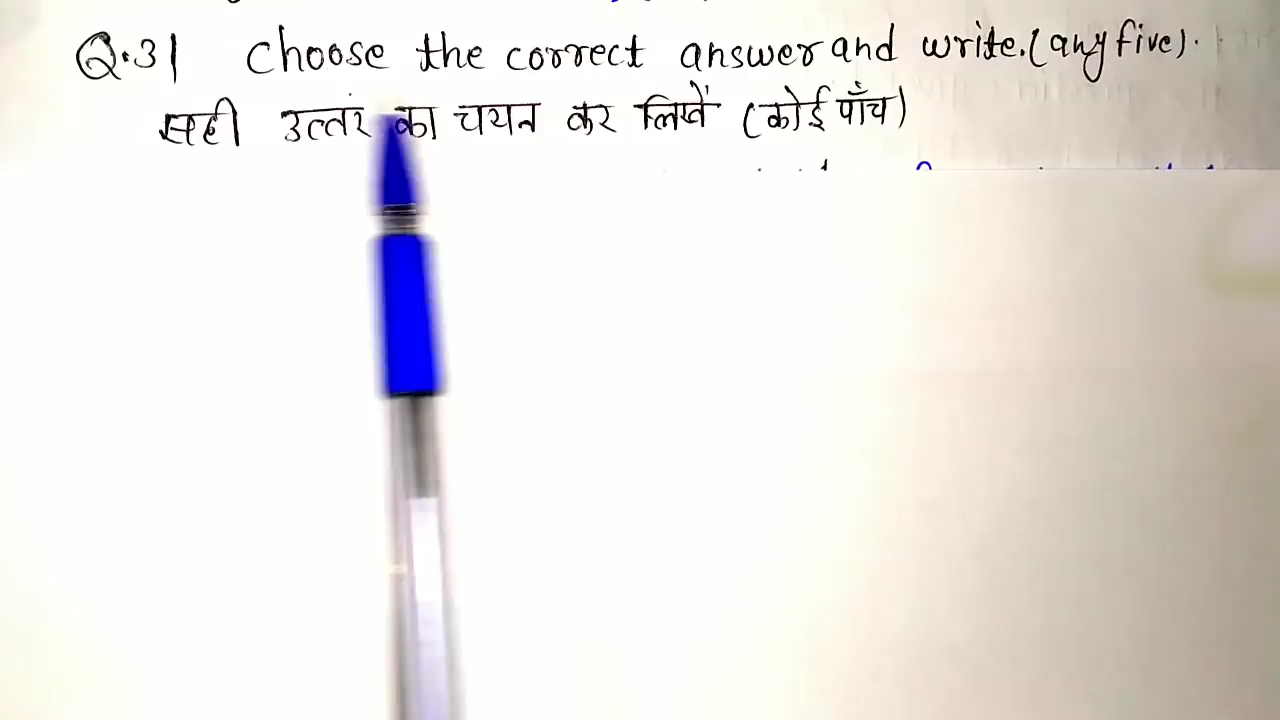 Q.3| Choose the correct answer and write.(any five).
सही उत्तर का चयन कर लिखें (कोई पाँच)